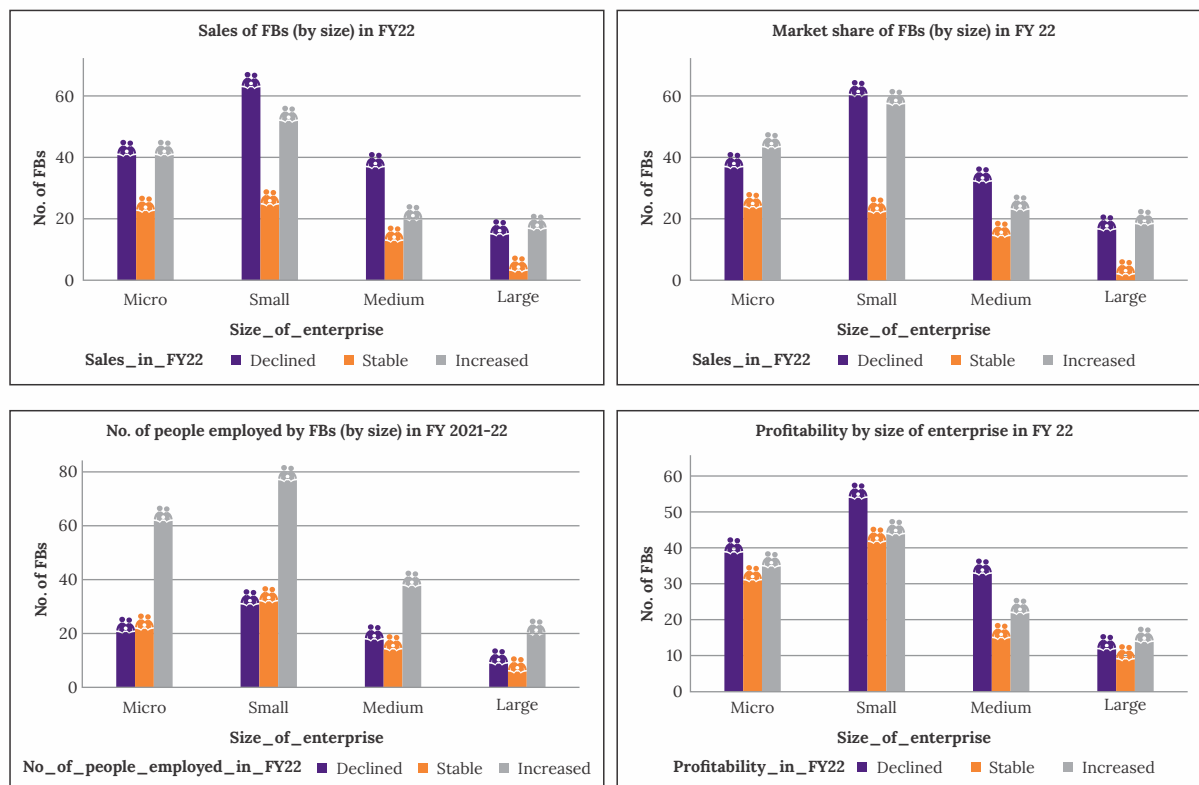 Sales of FBs (by size) in FY22
No. of FBs
60
40
20
0
Micro Small Medium Large
Size_of_enterprise
Sales_in_FY22 Declined Stable Increased
Market share of FBs (by size) in FY 22
No. of FBs
60
40
20
0
Micro Small Medium Large
Size_of_enterprise
Sales_in_FY22 Declined Stable Increased
No. of people employed by FBs (by size) in FY 2021-22
No. of FBs
80
60
40
20
0
Micro Small Medium Large
Size_of_enterprise
No_of_people_employed_in_FY22 Declined Stable Increased
Profitability by size of enterprise in FY 22
No. of FBs
60
50
40
30
20
10
0
Micro Small Medium Large
Size_of_enterprise
Profitability_in_FY22 Declined Stable Increased